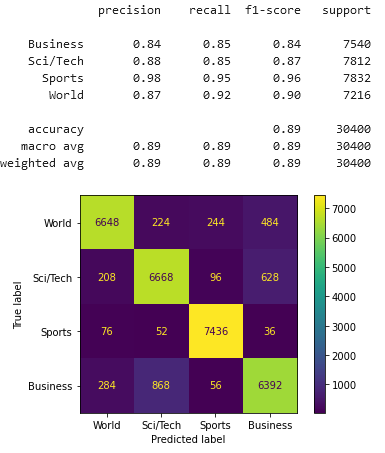 precision recall f1-score support
Business 0.84 0.85 0.84 7540
Sci/Tech 0.88 0.85 0.87 7812
Sports 0.98 0.95 0.96 7832
World 0.87 0.92 0.90 7216
accuracy 0.89 30400
macro avg 0.89 0.89 0.89 30400
weighted avg 0.89 0.89 0.89 30400
World 6648 224 244 484
Sci/Tech 208 6668 96 628
Sports 76 52 7436 36
Business 284 868 56 6392
World Sci/Tech Sports Business
Predicted label
True label
7000
6000
5000
4000
3000
2000
1000